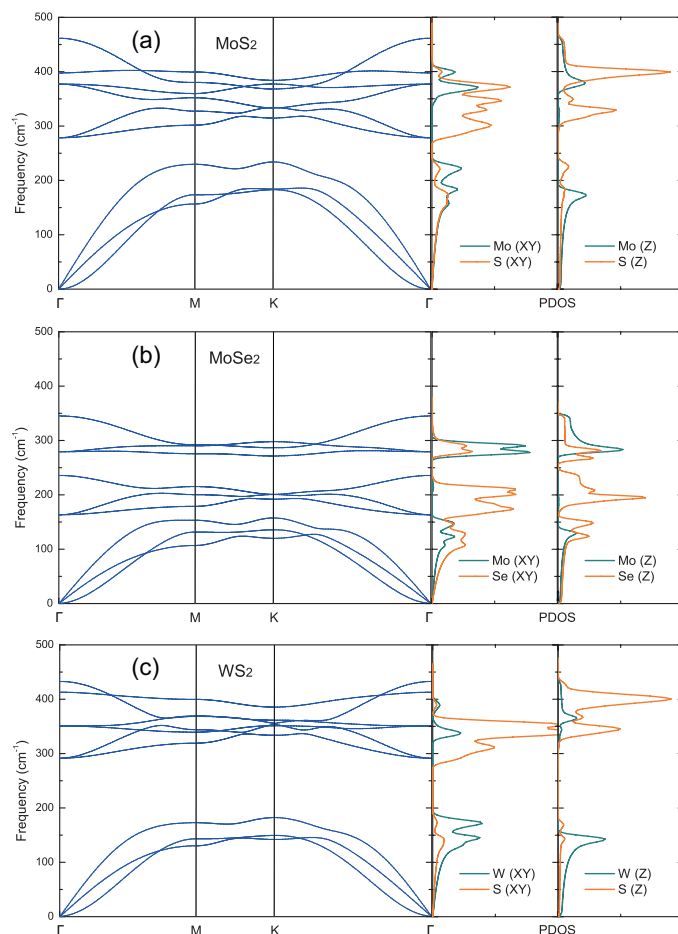 500
(a)
MoS2
400
300
200
100
0
Frequency (cm-1)
Mo (XY)
S (XY)
Mo (Z)
S (Z)
Γ
M
K
Γ
PDOS
500
(b)
MoSe2
400
300
200
100
0
Frequency (cm-1)
Mo (XY)
Se (XY)
Mo (Z)
Se (Z)
Γ
M
K
Γ
PDOS
500
(c)
WS2
400
300
200
100
0
Frequency (cm-1)
W (XY)
S (XY)
W (Z)
S (Z)
Γ
M
K
Γ
PDOS